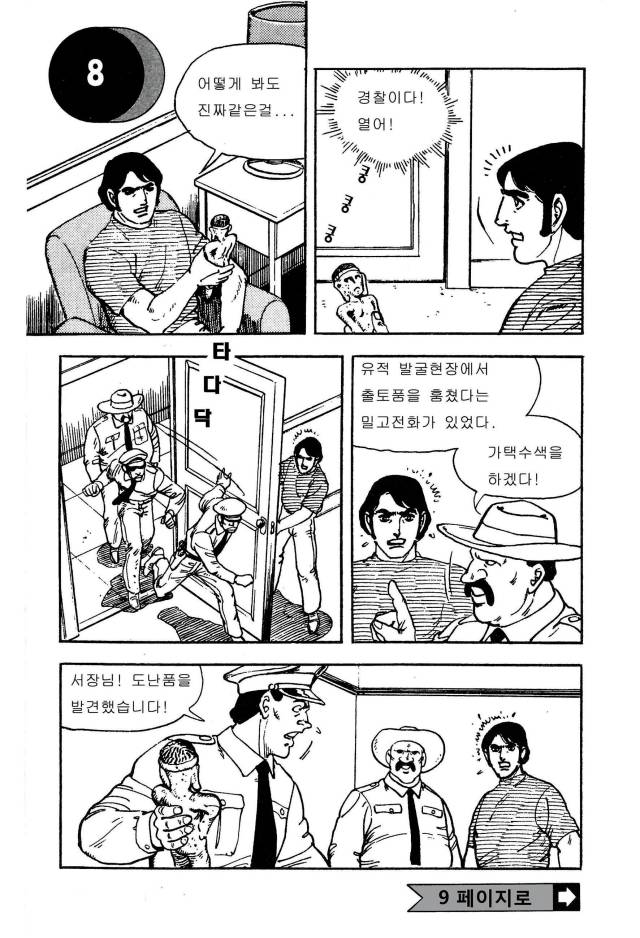 8
어떻게 봐도
진짜같은걸...
경찰이다!
열어!
쿵
쿵
쿵
타
다
닥
유적 발굴현장에서
출토품을 훔쳤다는
밀고전화가 있었다.
가택수색을
하겠다!
서장님! 도난품을
발견했습니다!
9 페이지로